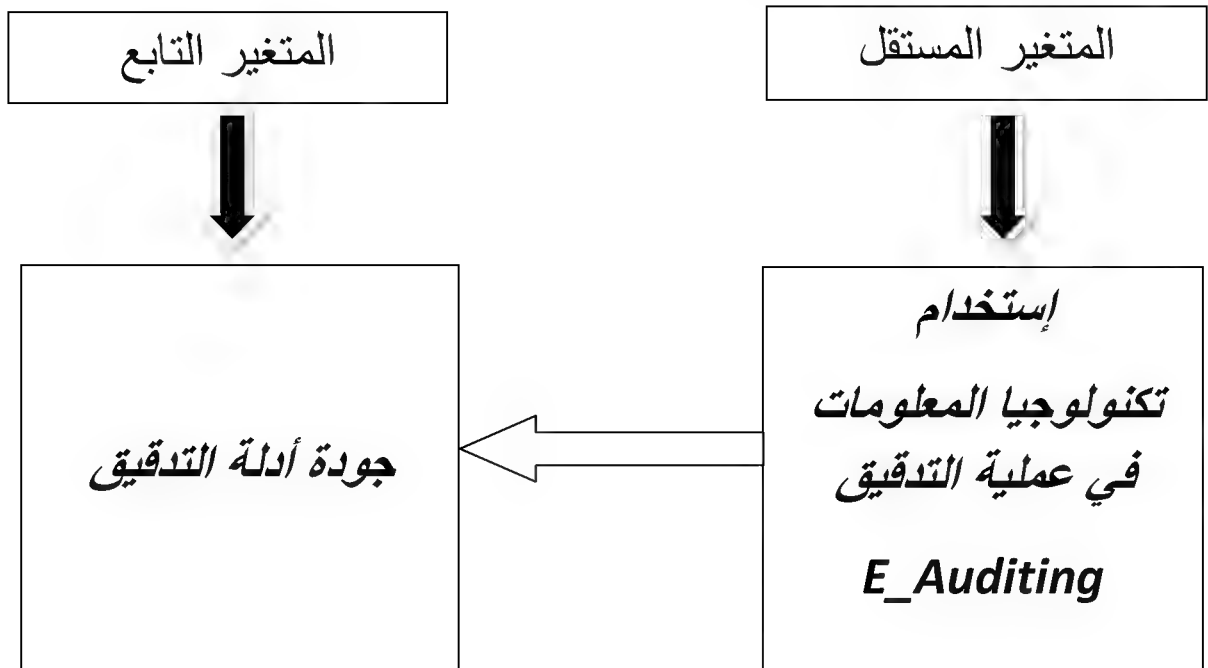 المتغير المستقل
المتغير التابع
إستخدام
تكنولوجيا المعلومات
في عملية التدقيق
E_Auditing
جودة أدلة التدقيق